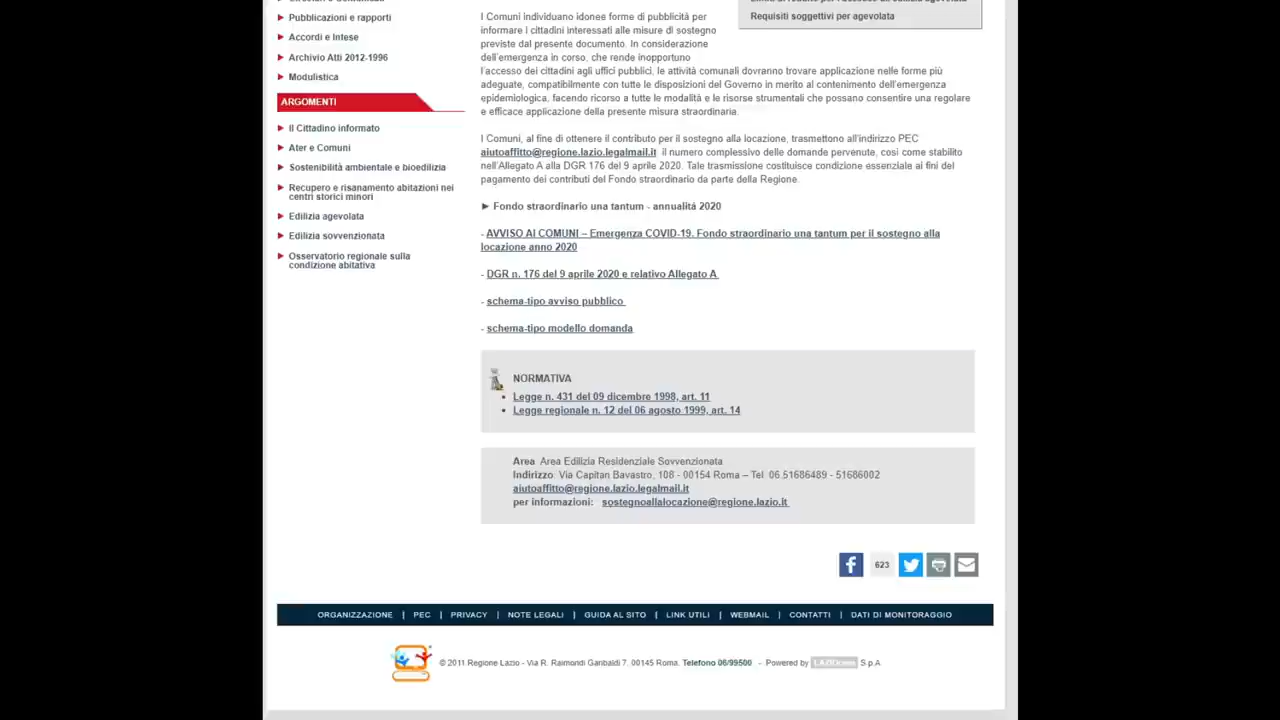 Pubblicazioni e rapporti
Accordi e Intese
Archivio Atti 2012-1996
Modulistica
ARGOMENTI
Il Cittadino informato
Ater e Comuni
Sostenibilità ambientale e bioedilizia
Recupero e risanamento abitazioni nei
centri storici minori
Edilizia agevolata
Edilizia sovvenzionata
Osservatorio regionale sulla
condizione abitativa
Requisiti soggettivi per agevolata
I Comuni individuano idonee forme di pubblicità per
informare i cittadini interessati alle misure di sostegno
previste dal presente documento. In considerazione
dell'emergenza in corso, che rende inopportuno
l'accesso dei cittadini agli uffici pubblici, le attività comunali dovranno trovare applicazione nelle forme più
adeguate, compatibilmente con tutte le disposizioni del Governo in merito al contenimento dell'emergenza
epidemiologica, facendo ricorso a tutte le modalità e le risorse strumentali che possano consentire una regolare
e efficace applicazione della presente misura straordinaria.
I Comuni, al fine di ottenere il contributo per il sostegno alla locazione, trasmettono all'indirizzo PEC
aiutoaffitto@regione.lazio.legalmail.it il numero complessivo delle domande pervenute, così come stabilito
nell'Allegato A alla DGR 176 del 9 aprile 2020. Tale trasmissione costituisce condizione essenziale ai fini del
pagamento dei contributi del Fondo straordinario da parte della Regione.
► Fondo straordinario una tantum - annualità 2020
- AVVISO AI COMUNI – Emergenza COVID-19. Fondo straordinario una tantum per il sostegno alla
locazione anno 2020
- DGR n. 176 del 9 aprile 2020 e relativo Allegato A
- schema-tipo avviso pubblico
- schema-tipo modello domanda
NORMATIVA
• Legge n. 431 del 09 dicembre 1998, art. 11
• Legge regionale n. 12 del 06 agosto 1999, art. 14
Area Area Edilizia Residenziale Sovvenzionata
Indirizzo: Via Capitan Bavastro, 108 - 00154 Roma – Tel. 06.51686489 - 51686002
aiutoaffitto@regione.lazio.legalmail.it
per informazioni: sostegnoallalocazione@regione.lazio.it
623
ORGANIZZAZIONE | PEC | PRIVACY | NOTE LEGALI | GUIDA AL SITO | LINK UTILI | WEBMAIL | CONTATTI | DATI DI MONITORAGGIO
© 2011 Regione Lazio - Via R. Raimondi Garibaldi 7, 00145 Roma. Telefono 06/99500 - Powered by S.p.A